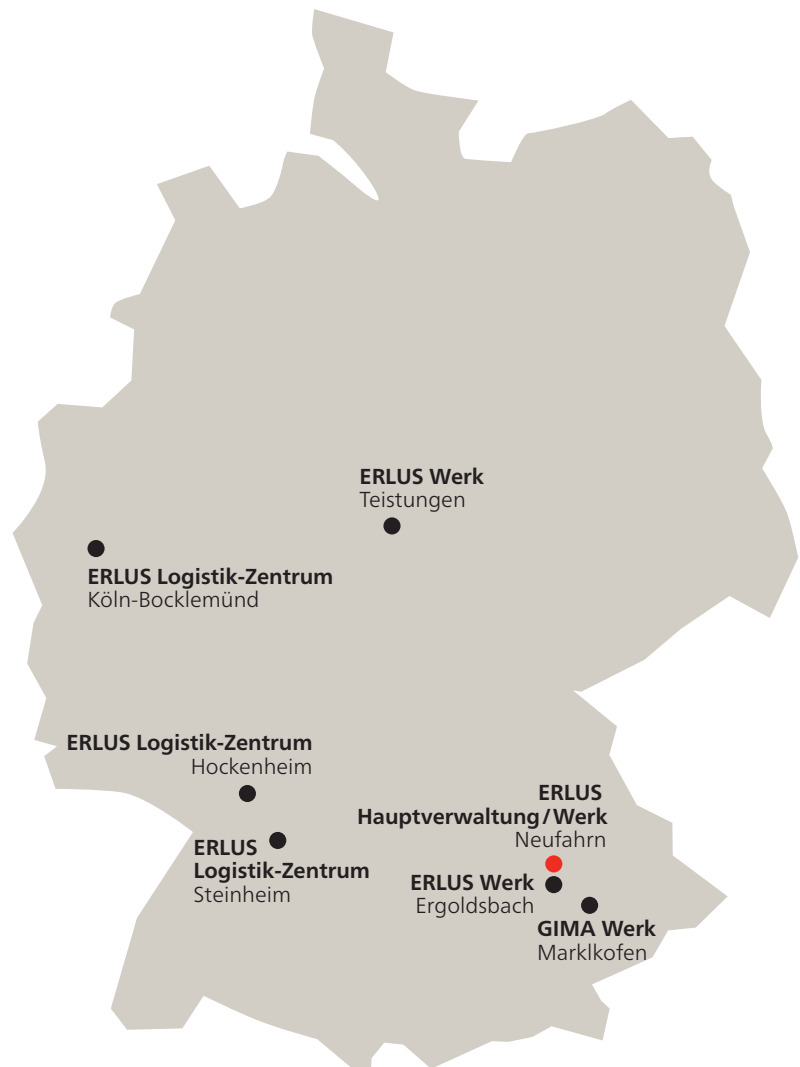 ERLUS Werk
Teistungen
ERLUS Logistik-Zentrum
Köln-Bocklemünd
ERLUS Logistik-Zentrum
Hockenheim
ERLUS
Logistik-Zentrum
Steinheim
ERLUS
Hauptverwaltung/Werk
Neufahrn
ERLUS Werk
Ergoldsbach
GIMA Werk
Marklkofen